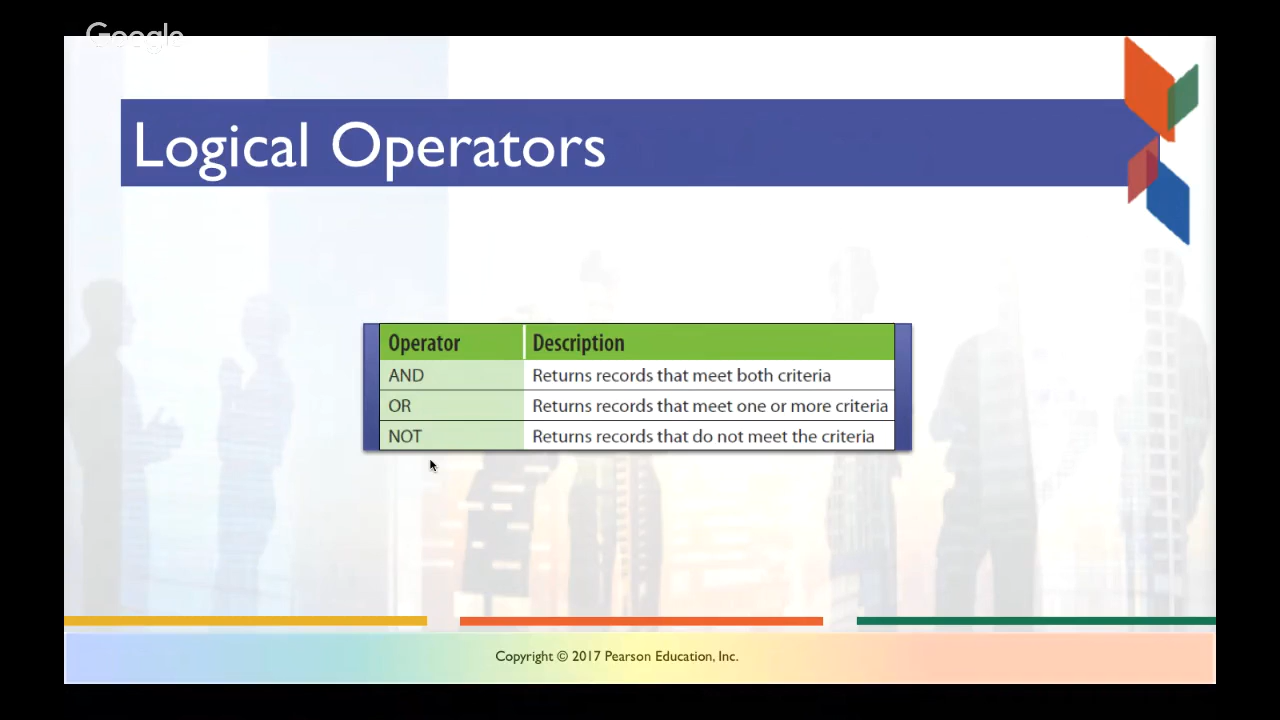 Google
Logical Operators
Operator Description
AND Returns records that meet both criteria
OR Returns records that meet one or more criteria
NOT Returns records that do not meet the criteria
Copyright © 2017 Pearson Education, Inc.